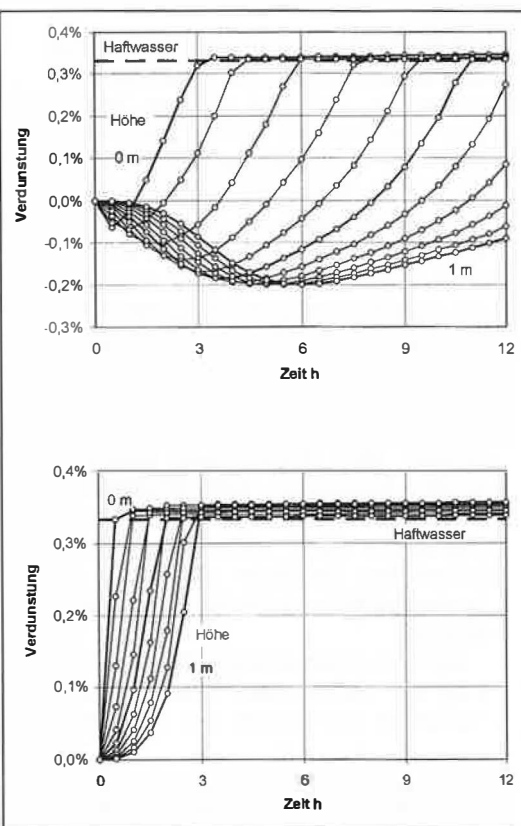 0,4%
Haftwasser
0,3%
Höhe
0,2%
0 m
0,1%
Verdunstung
0,0%
-0,1%
1 m
-0,2%
-0,3%
0 3 6 9 12
Zeit h
0,4%
0 m
Haftwasser
0,3%
Verdunstung
0,2%
Höhe
1 m
0,1%
0,0%
0 3 6 9 12
Zeit h